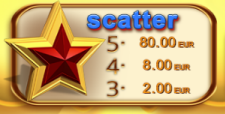 scatter
5· 80.00 EUR
4· 8.00 EUR
3· 2.00 EUR